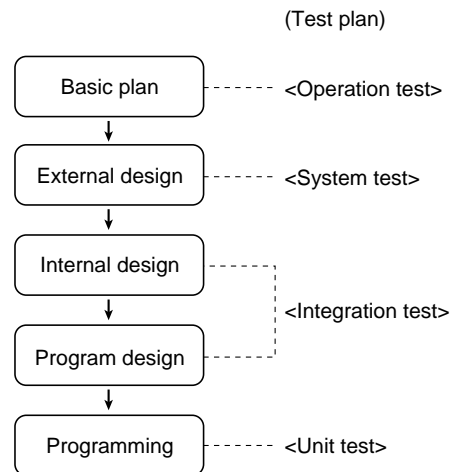 (Test plan)
Basic plan
<Operation test>
External design
<System test>
Internal design
<Integration test>
Program design
Programming
<Unit test>